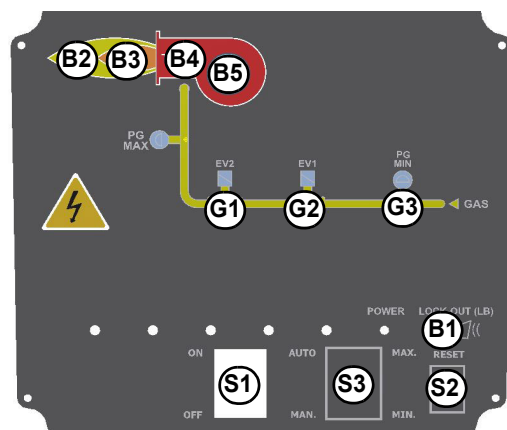 B2 B3 B4 B5
PG
MAX
EV2 EV1 PG
MIN
G1 G2 G3 GAS
POWER LOCK OUT (LB)
B1
ON AUTO MAX. RESET
S1 S3 S2
OFF MAN. MIN.